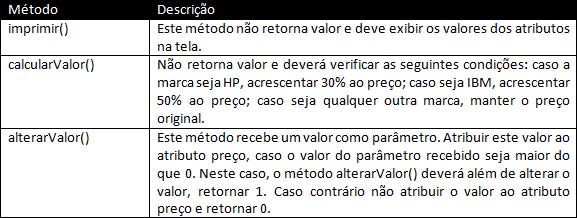 Método Descrição
imprimir() Este método não retorna valor e deve exibir os valores dos atributos
na tela.
calcularValor() Não retorna valor e deverá verificar as seguintes condições: caso a
marca seja HP, acrescentar 30% ao preço; caso seja IBM, acrescentar
50% ao preço; caso seja qualquer outra marca, manter o preço
original.
alterarValor() Este método recebe um valor como parâmetro. Atribuir este valor ao
atributo preço, caso o valor do parâmetro recebido seja maior do
que 0. Neste caso, o método alterarValor() deverá além de alterar o
valor, retornar 1. Caso contrário não atribuir o valor ao atributo
preço e retornar 0.